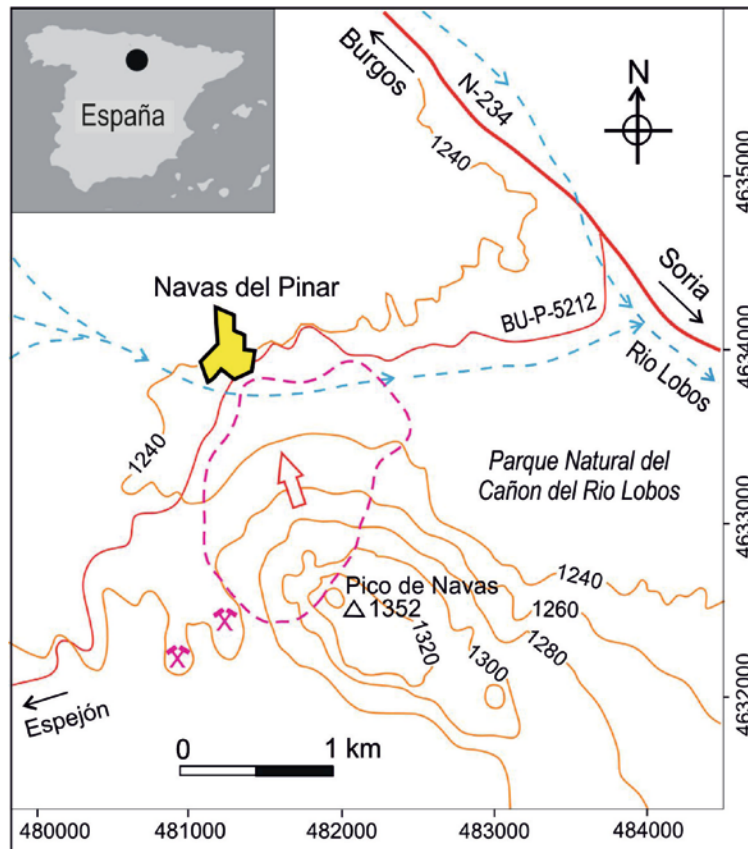 España
Burgos
N-234
N
1240
4635000
Soria
Navas del Pinar
BU-P-5212
4634000
Rio Lobos
1240
Parque Natural del
Cañon del Rio Lobos
4633000
1240
Pico de Navas
1352
1260
1280
1320
1300
4632000
Espejón
0 1 km
480000 481000 482000 483000 484000